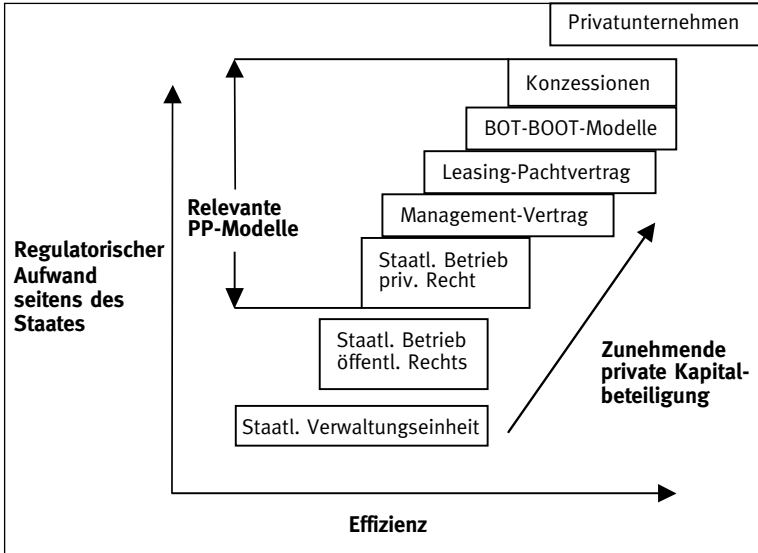 Privatunternehmen
Konzessionen
BOT-BOOT-Modelle
Leasing-Pachtvertrag
Management-Vertrag
Relevante
PP-Modelle
Staatl. Betrieb
priv. Recht
Regulatorischer
Aufwand
seitens des
Staates
Staatl. Betrieb
öffentl. Rechts
Zunehmende
private Kapital-
beteiligung
Staatl. Verwaltungseinheit
Effizienz